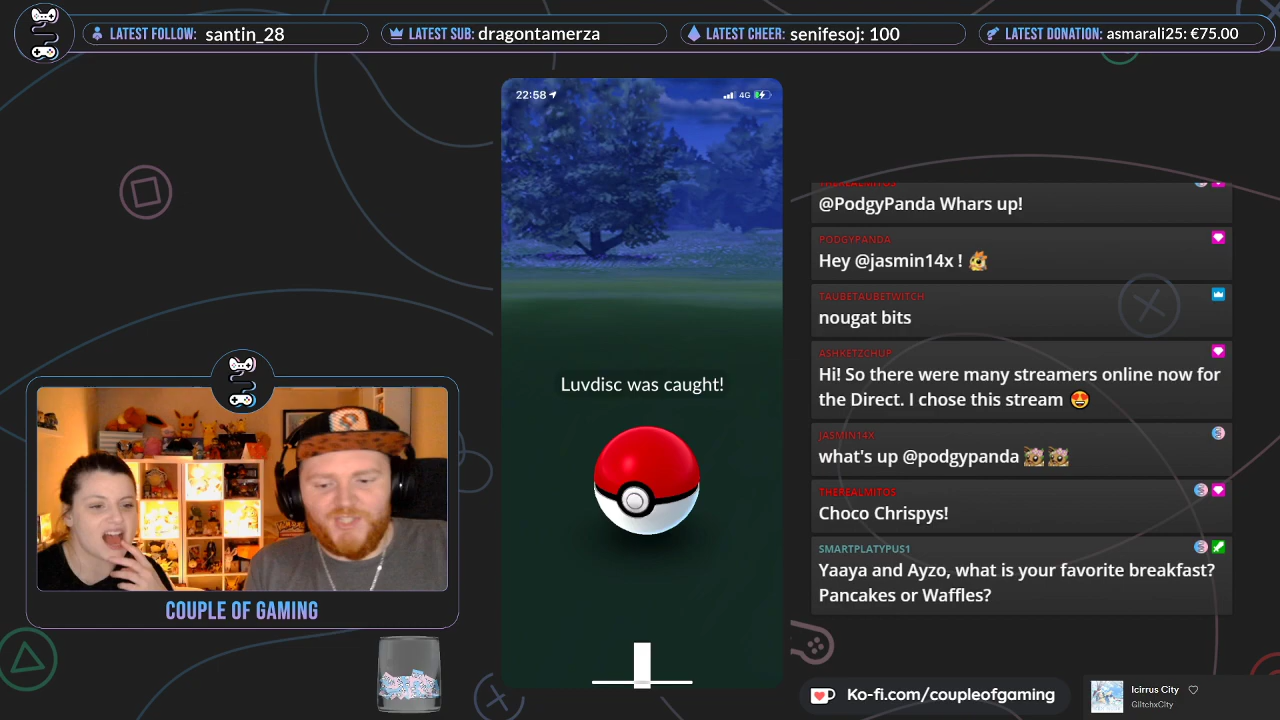 LATEST FOLLOW: santin_28
LATEST SUB: dragontamerza
LATEST CHEER: senifesoj: 100
LATEST DONATION: asmarali25: €75.00
22:58
4G
Luvdisc was caught!
THEREALMITOS
@PodgyPanda Whars up!
PODGYPANDA
Hey @jasmin14x !
TAUBETAUBETWITCH
nougat bits
ASHKETZCHUP
Hi! So there were many streamers online now for
the Direct. I chose this stream
JASMIN14X
what's up @podgypanda
THEREALMITOS
Choco Chrispys!
SMARTPLATYPUS1
Yaaya and Ayzo, what is your favorite breakfast?
Pancakes or Waffles?
COUPLE OF GAMING
Ko-fi.com/coupleofgaming
Icirrus City
GlitchxCity